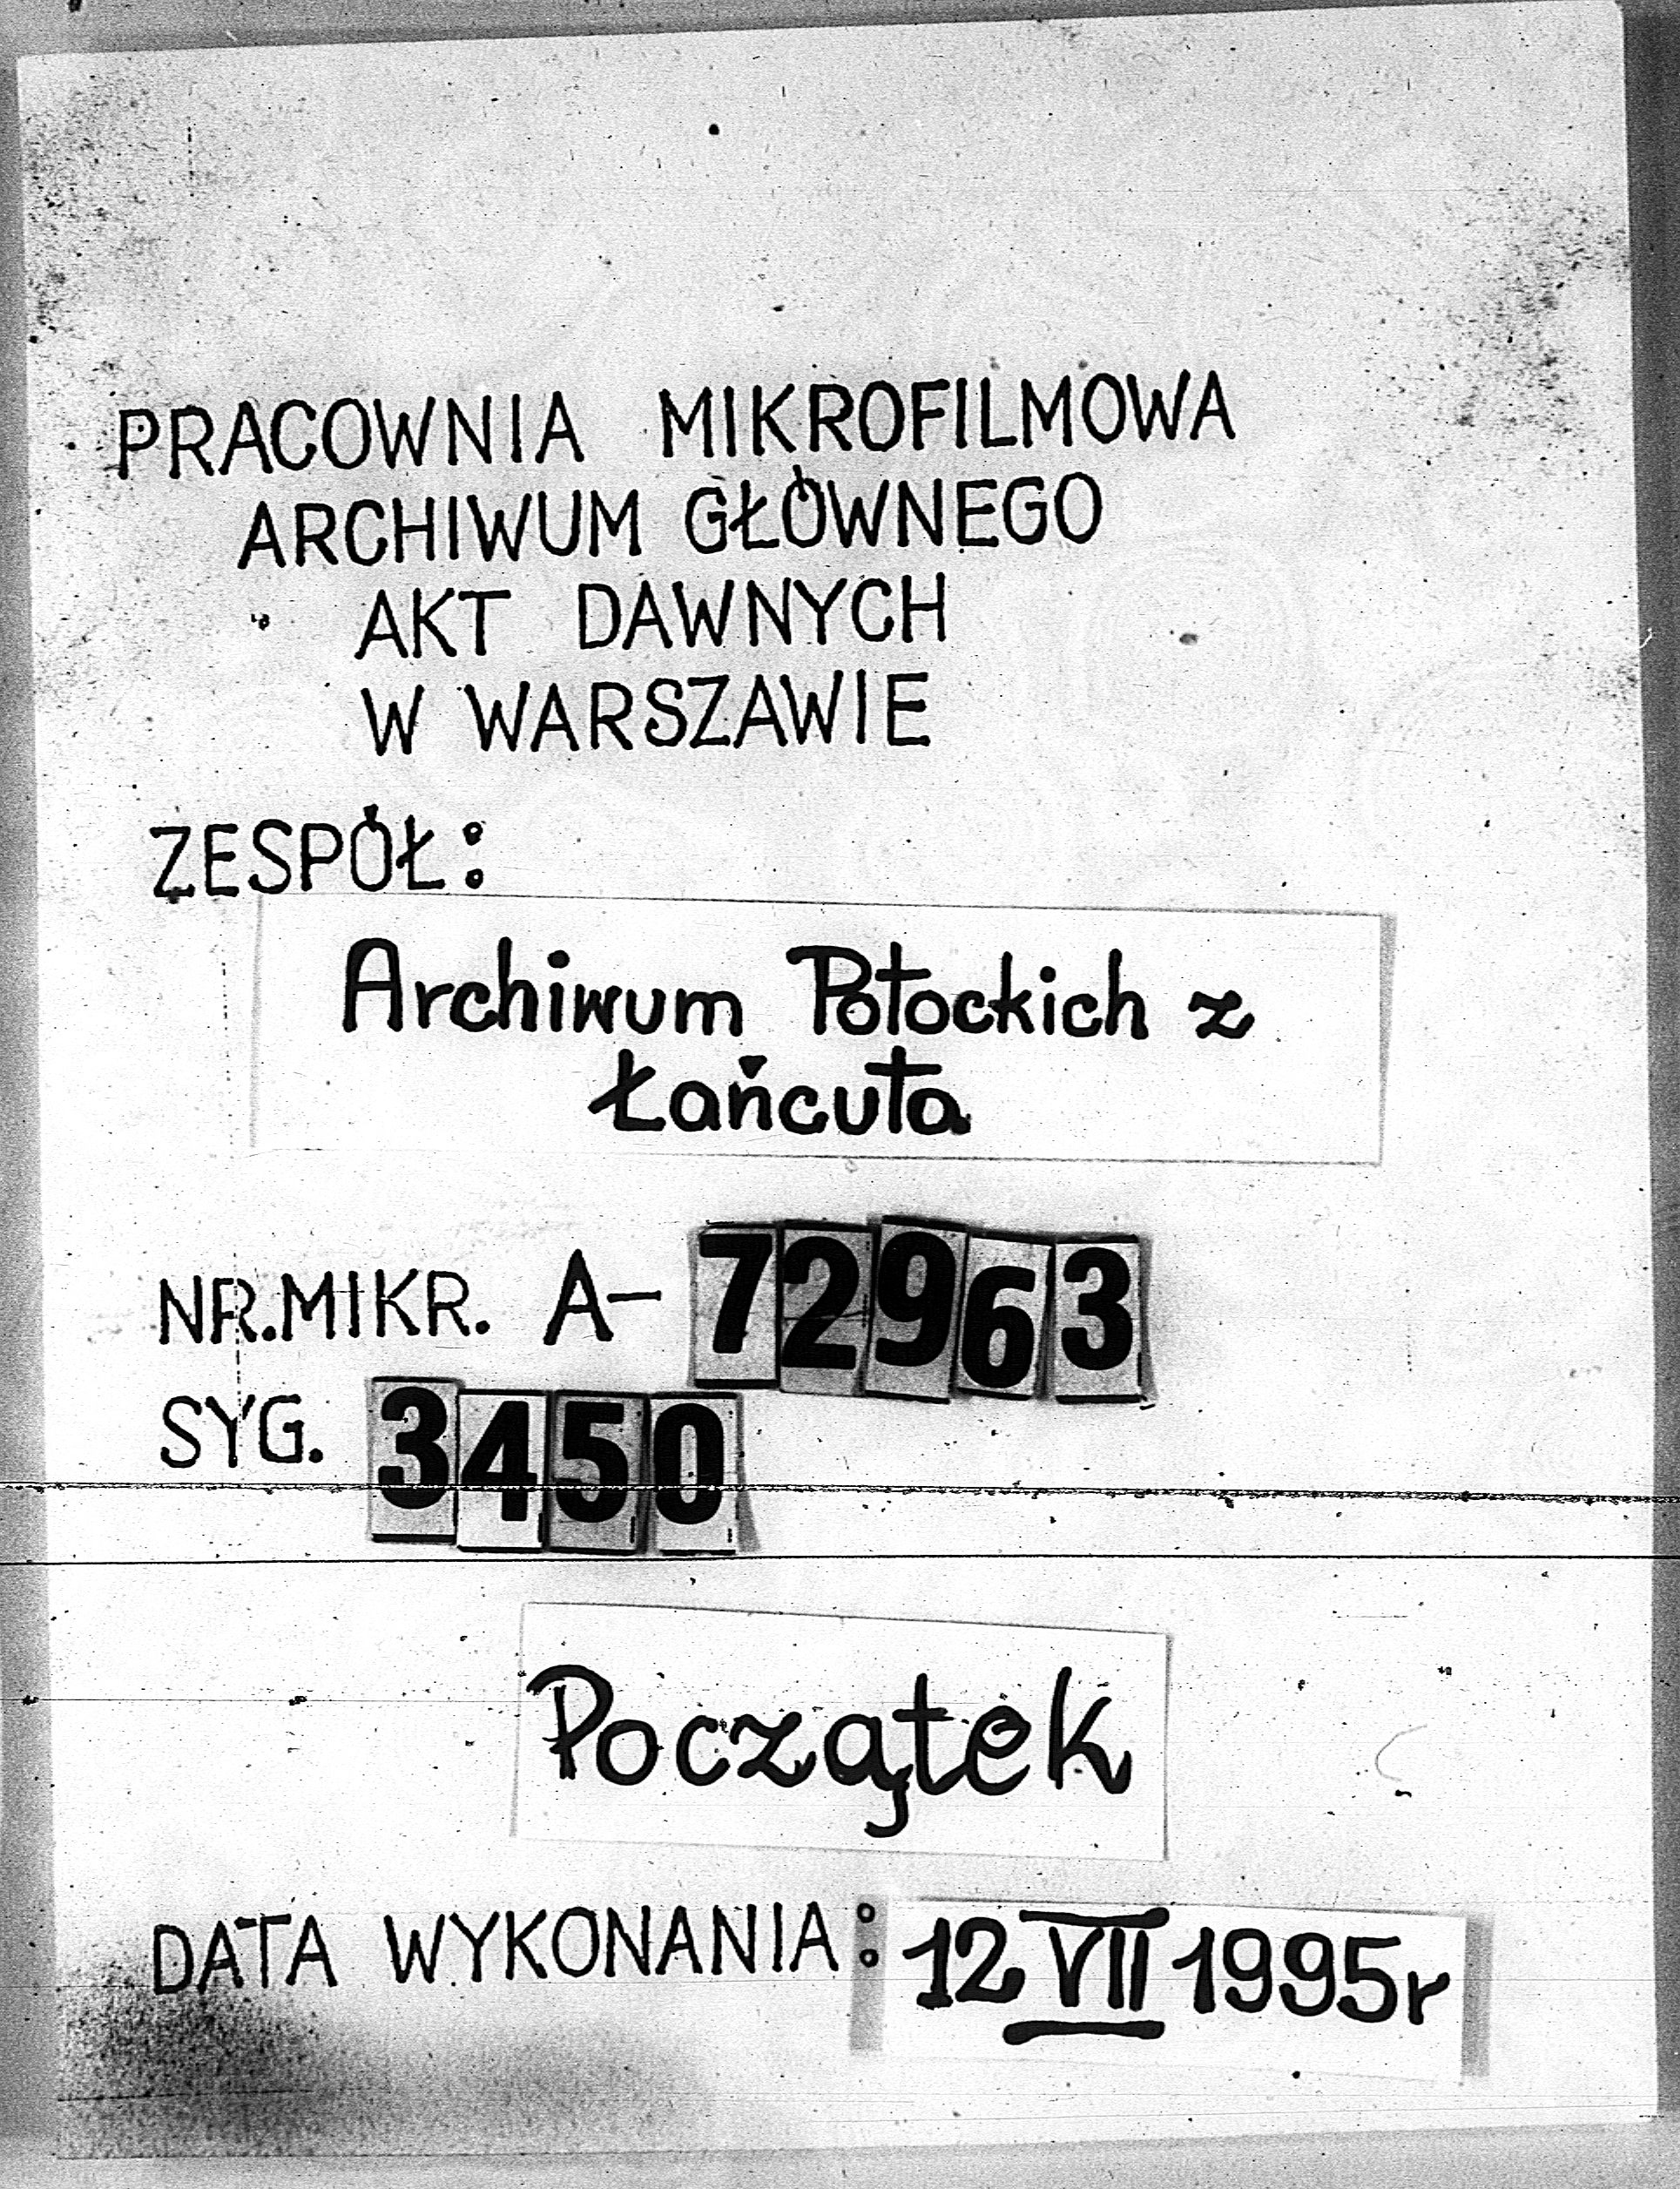 PRACOWNIA MIKROFILMOWA
ARCHIWUM GŁÓWNEGO
AKT DAWNYCH
W WARSZAWIE
ZESPÓŁ:
Archiwum Potockich z
Łańcuta
NR.MIKR. A- 72963
SYG. 3450
Początek
DATA WYKONANIA: 12 VII 1995r